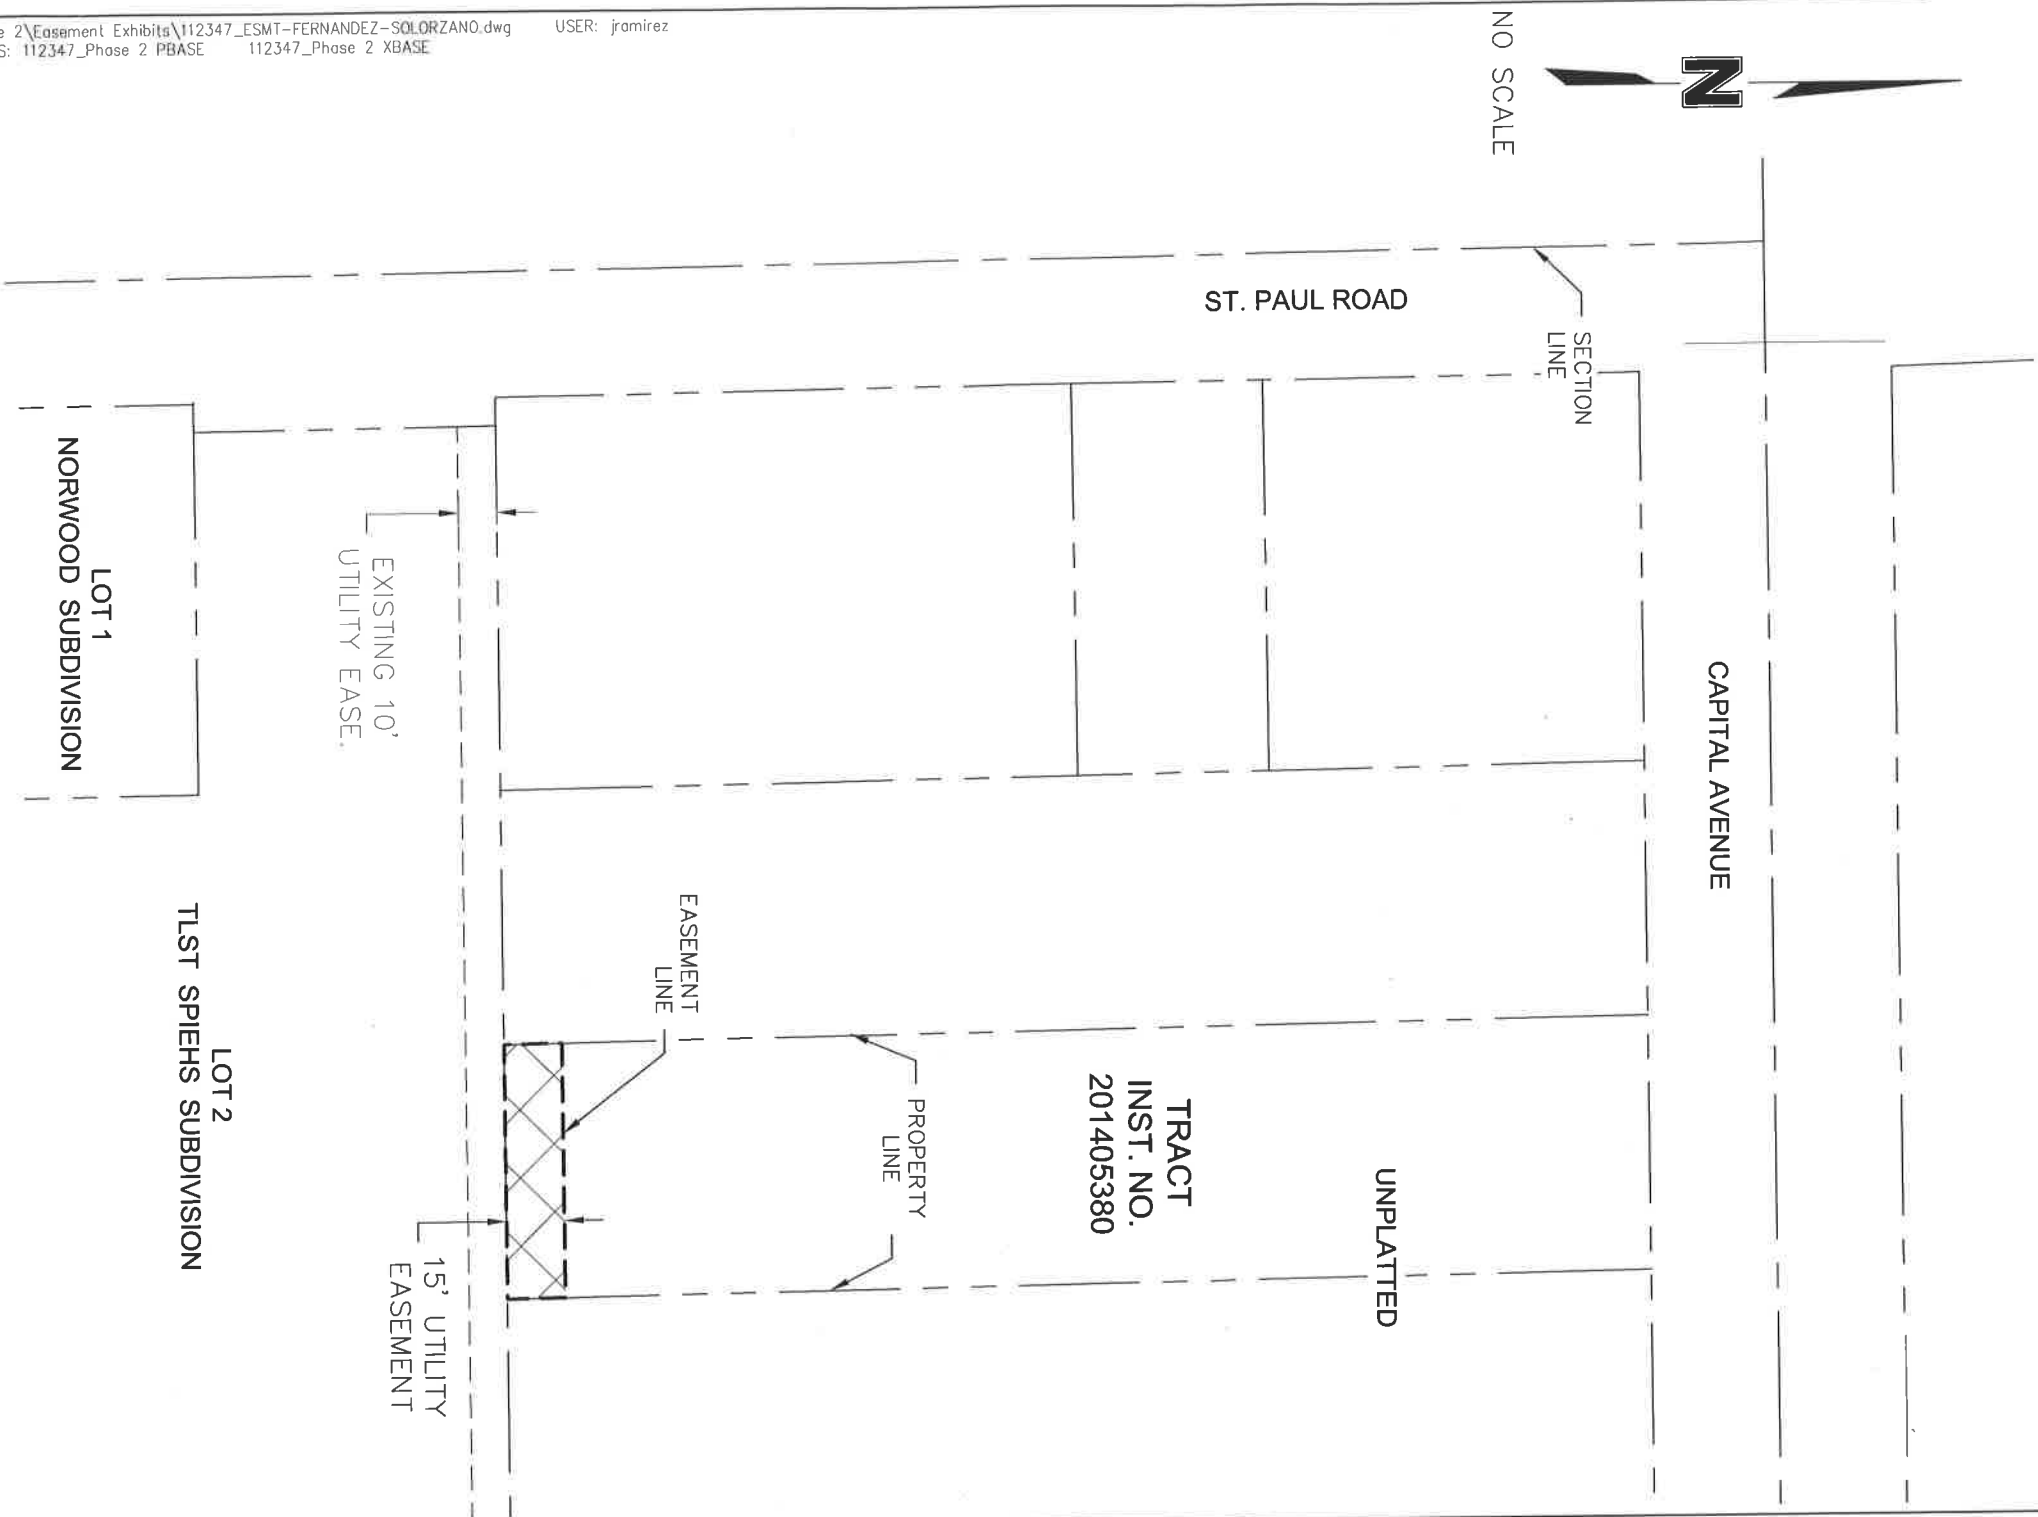 2\Easement Exhibits\112347_ESMT-FERNANDEZ-SOLORZANO.dwg USER: jramirez
112347_Phase 2 PBASE 112347_Phase 2 XBASE
NO SCALE
N
ST. PAUL ROAD
SECTION
LINE
CAPITAL AVENUE
LOT 1
NORWOOD SUBDIVISION
EXISTING 10'
UTILITY EASE.
EASEMENT
LINE
PROPERTY
LINE
TRACT
INST. NO.
201405380
UNPLATTED
LOT 2
TLST SPIEHS SUBDIVISION
15' UTILITY
EASEMENT